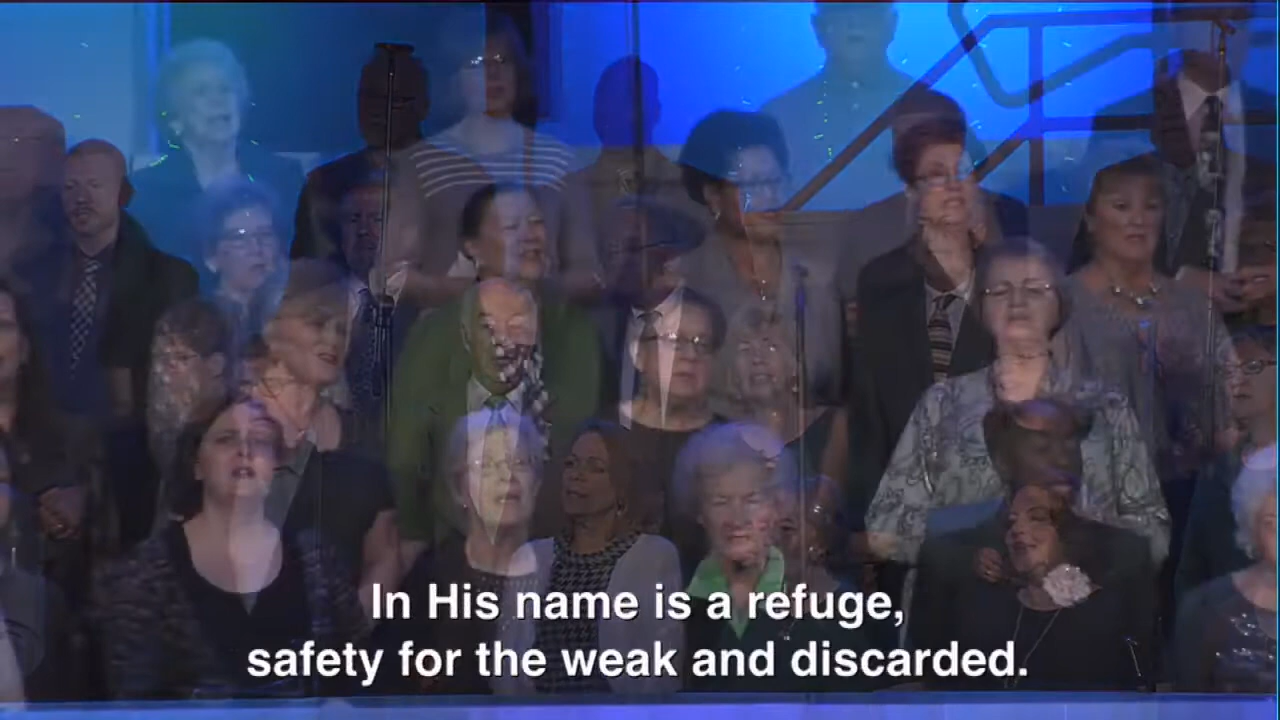 In His name is a refuge,
safety for the weak and discarded.